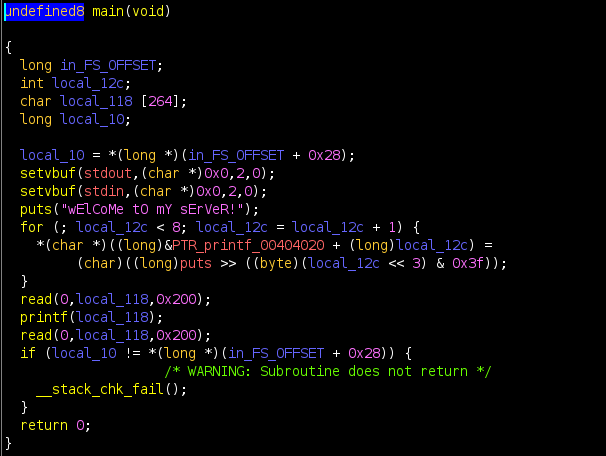 undefined8 main(void)
{
long in_FS_OFFSET;
int local_12c;
char local_118 [264];
long local_10;
local_10 = *(long *)(in_FS_OFFSET + 0x28);
setvbuf(stdout,(char *)0x0,2,0);
setvbuf(stdin,(char *)0x0,2,0);
puts("wElCoMe tO mY sErVeR!");
for (; local_12c < 8; local_12c = local_12c + 1) {
*(char *)((long)&PTR_printf_00404020 + (long)local_12c) =
(char)((long)puts >> ((byte)(local_12c << 3) & 0x3f));
}
read(0,local_118,0x200);
printf(local_118);
read(0,local_118,0x200);
if (local_10 != *(long *)(in_FS_OFFSET + 0x28)) {
/* WARNING: Subroutine does not return */
__stack_chk_fail();
}
return 0;
}